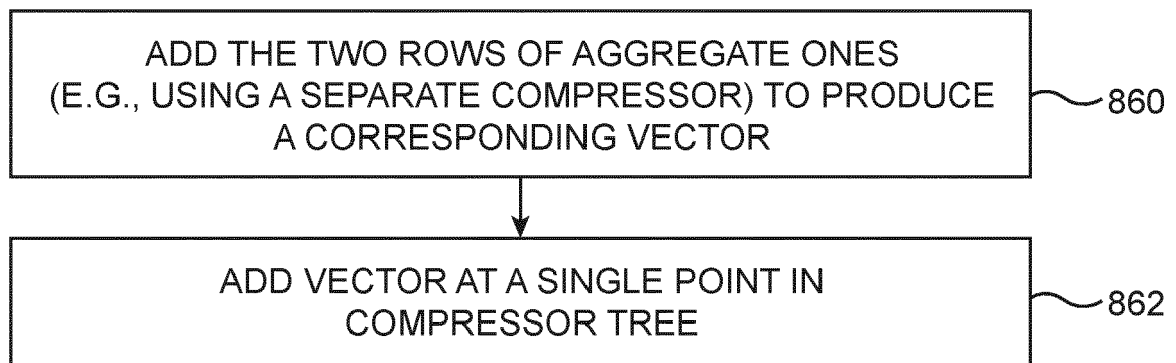 ADD THE TWO ROWS OF AGGREGATE ONES
(E.G., USING A SEPARATE COMPRESSOR) TO PRODUCE
A CORRESPONDING VECTOR
860
ADD VECTOR AT A SINGLE POINT IN
COMPRESSOR TREE
862